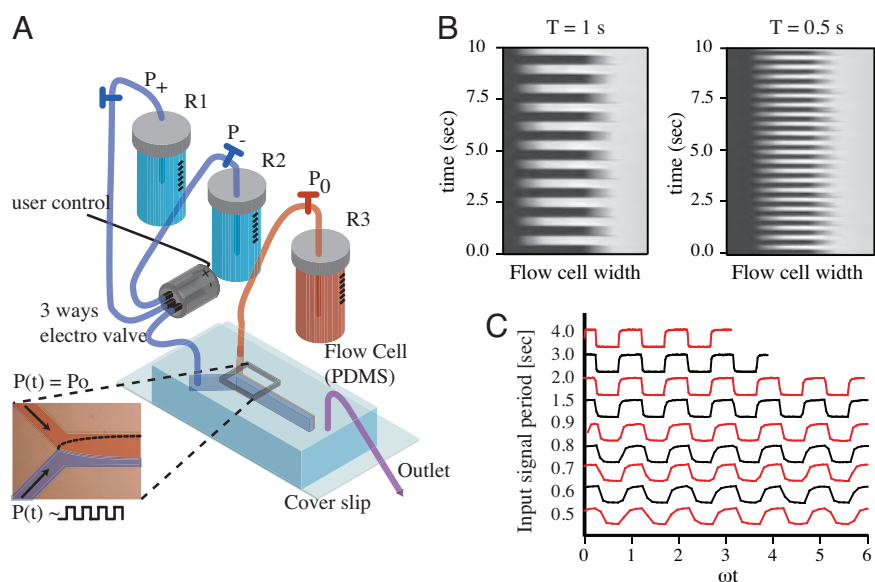 A
P+
R1
P-
R2
P0
R3
user control
3 ways
electro valve
Flow Cell
(PDMS)
P(t) = Po
P(t) ~
Outlet
Cover slip
B
T = 1 s
T = 0.5 s
10
7.5
5.0
2.5
0.0
time (sec)
Flow cell width
10
7.5
5.0
2.5
0.0
time (sec)
Flow cell width
C
Input signal period [sec]
4.0
3.0
2.0
1.5
0.9
0.8
0.7
0.6
0.5
0 1 2 3 4 5 6
ωt